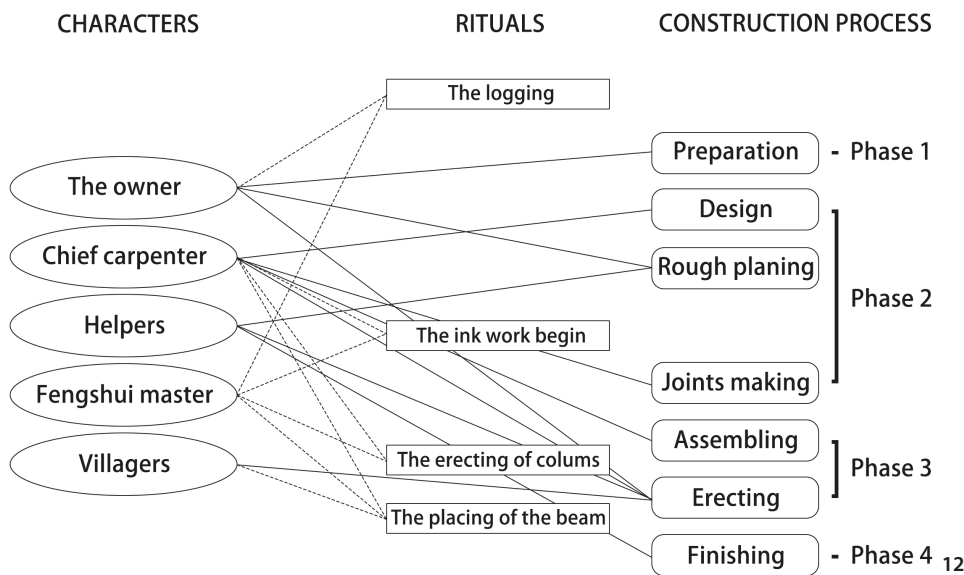 CHARACTERS
RITUALS
CONSTRUCTION PROCESS
The logging
Preparation
- Phase 1
The owner
Design
Chief carpenter
Rough planing
Phase 2
Helpers
The ink work begin
Joints making
Fengshui master
Assembling
Villagers
The erecting of colums
Phase 3
Erecting
The placing of the beam
Finishing
- Phase 4
12